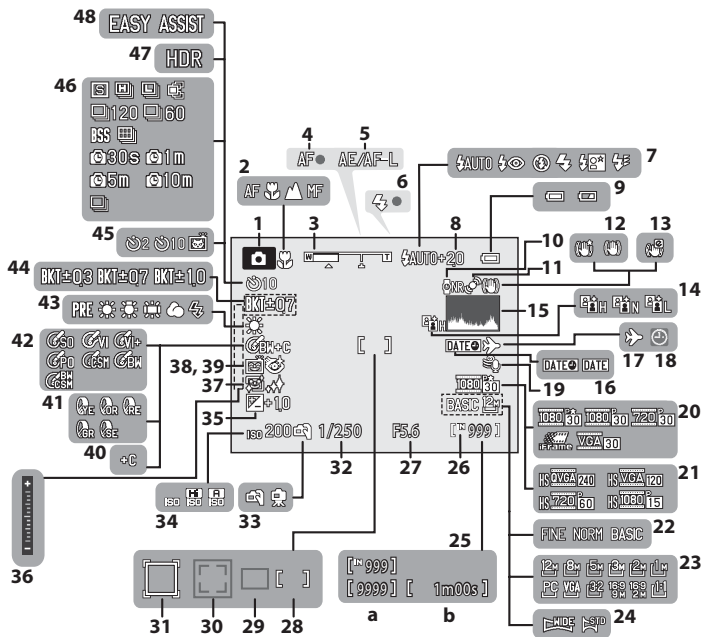 48 EASY ASSIST
47 HDR
46 S H L
120 60
BSS
30s 1m
5m 10m
4 5
AF AE/AF-L
2
AF MF
6
7
AUTO
9
45 2 10
1 3 W T
8
AUTO+2.0
10
11
12 13
44 BKT±0.3 BKT±0.7 BKT±1.0
10
BKT±0.7
NR
43 PRE
15
H
14
H N L
42 SO VI VI+
PO CSM BW
BW CSM
BW+C
DATE
17 18
38, 39
37
19
DATE DATE
16
41 YE OR RE
GR SE
35 +1.0
1080 30
20 1080 30 1080 30 720 30
iFrame VGA 30
40 +C
BASIC 2M
ISO 200 1/250 F5.6 [IN 999]
32 27 26
21 HS QVGA 240 HS VGA 120
HS 720 60 HS 1080 15
34 ISO Hi ISO A ISO
33
22 FINE NORM BASIC
36
25
[IN 999]
[9999] [ 1m00s]
a b
23 12M 8M 5M 3M 2M 1M
PC VGA 3:2 16:9 9M 16:9 2M 1:1
24 WIDE STD
31 30 29 28